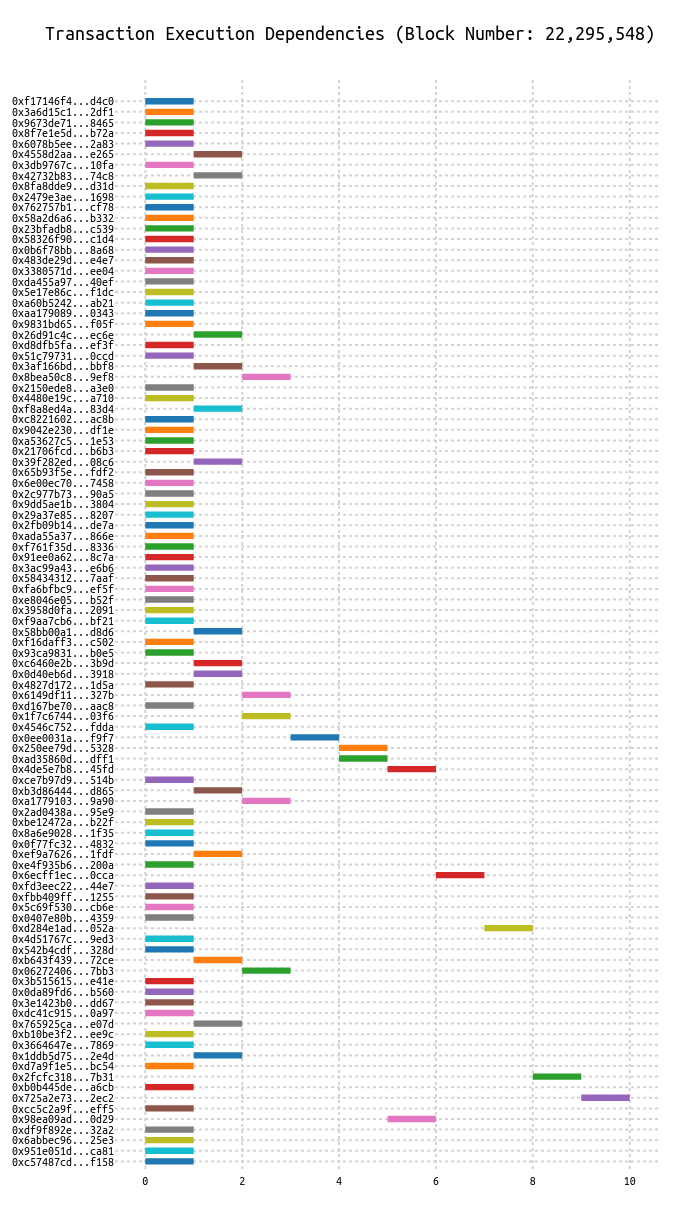 Transaction Execution Dependencies (Block Number: 22,295,548)
0xf17146f4...d4c0
0x3a6d15c1...2df1
0x9673de71...8465
0x8f7e1e5d...b72a
0x6078b5ee...2a83
0x4558d2aa...e265
0x3db9767c...10fa
0x42732b83...74c8
0x8fa8dde9...d31d
0x2479e3ae...1698
0x762757b1...cf78
0x58a2d6a6...b332
0x23bfadb8...c539
0x58326f90...c1d4
0x0b6f78bb...8a68
0x483de29d...e4e7
0x3380571d...ee04
0xda455a97...40ef
0x5e17e86c...f1dc
0xa60b5242...ab21
0xaa179089...0343
0x9831bd65...f05f
0x26d91c4c...ec6e
0xd8dfb5fa...ef3f
0x51c79731...0ccd
0x3af166bd...bbf8
0x8bea50c8...9ef8
0x2150ede8...a3e0
0x4480e19c...a710
0xf8a8ed4a...83d4
0xc8221602...ac8b
0x9042e230...df1e
0xa53627c5...1e53
0x21706fcd...b6b3
0x39f282ed...08c6
0x65b93f5e...fdf2
0x6e00ec70...7458
0x2c977b73...90a5
0x9dd5ae1b...3804
0x29a37e85...8207
0x2fb09b14...de7a
0xada55a37...866e
0xf761f35d...8336
0x91ee0a62...8c7a
0x3ac99a43...e6b6
0x58434312...7aaf
0xfa6bfbc9...ef5f
0xe8046e05...b52f
0x3958d0fa...2091
0xf9aa7cb6...bf21
0x58bb00a1...d8d6
0xf16daff3...c502
0x93ca9831...b0e5
0xc6460e2b...3b9d
0x0d40eb6d...3918
0x4827d172...1d5a
0x6149df11...327b
0xd167be70...aac8
0x1f7c6744...03f6
0x4546c752...fdda
0x0ee0031a...f9f7
0x250ee79d...5328
0xad35860d...dff1
0x4de5e7b8...45fd
0xce7b97d9...514b
0xb3d86444...d865
0xa1779103...9a90
0x2ad0438a...95e9
0xbe12472a...b22f
0x8a6e9028...1f35
0x0f77fc32...4832
0xef9a7626...1fdf
0xe4f935b6...200a
0x6ecff1ec...0cca
0xfd3eec22...44e7
0xfbb409ff...1255
0x5c69f530...cb6e
0x0407e80b...4359
0xd284e1ad...052a
0x4d51767c...9ed3
0x542b4cdf...328d
0xb643f439...72ce
0x06272406...7bb3
0x3b515615...e41e
0x0da89fd6...b560
0x3e1423b0...dd67
0xdc41c915...0a97
0x765925ca...e07d
0xb10be3f2...ee9c
0x3664647e...7869
0x1ddb5d75...2e4d
0xd7a9f1e5...bc54
0x2fcfc318...7b31
0xb0b445de...a6cb
0x725a2e73...2ec2
0xcc5c2a9f...eff5
0x98ea09ad...0d29
0xdf9f892e...32a2
0x6abbec96...25e3
0x951e051d...ca81
0xc57487cd...f158
0 2 4 6 8 10